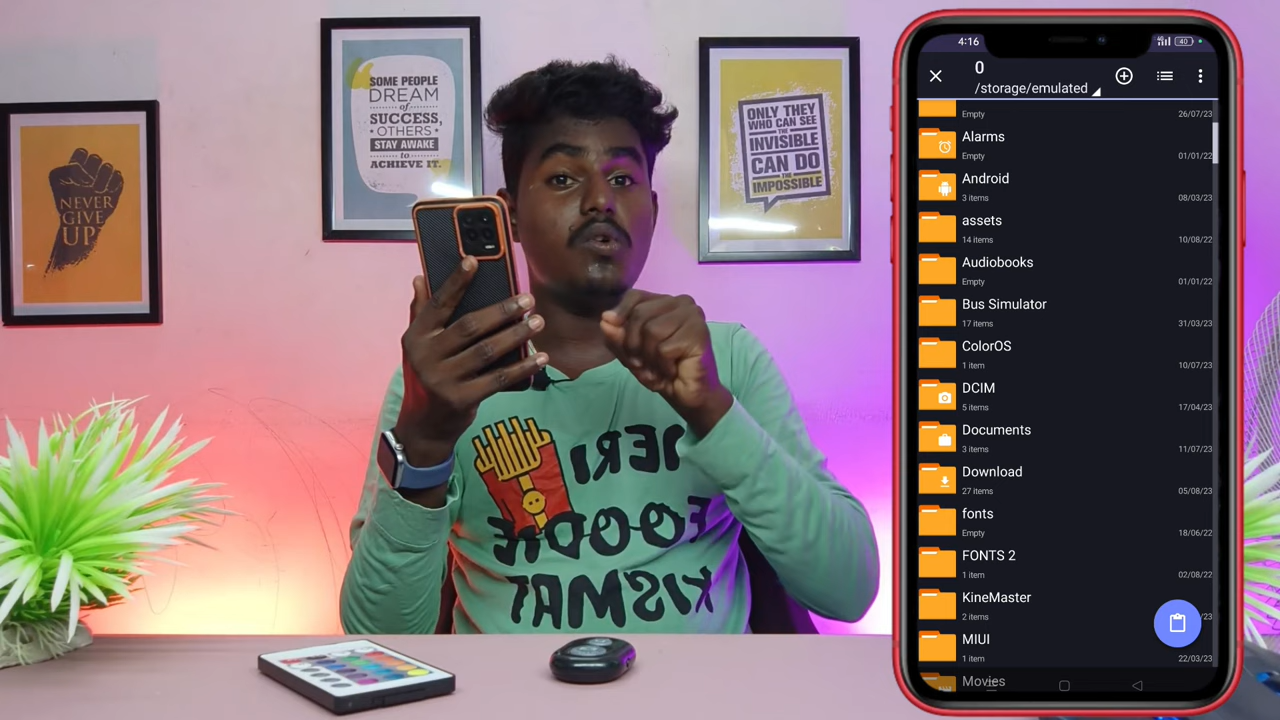 NEVER
GIVE
UP
SOME PEOPLE
DREAM
of
SUCCESS,
OTHERS
STAY AWAKE
to
ACHIEVE IT.
ONLY THEY
WHO CAN SEE
THE
INVISIBLE
CAN DO
THE
IMPOSSIBLE
MERI
FOODIE
KISMAT
4:16
40
0
/storage/emulated
Empty
26/07/23
Alarms
Empty
01/01/22
Android
3 items
08/03/23
assets
14 items
10/08/22
Audiobooks
Empty
01/01/22
Bus Simulator
17 items
31/03/23
ColorOS
1 item
10/07/23
DCIM
5 items
17/04/23
Documents
3 items
11/07/23
Download
27 items
05/08/23
fonts
Empty
18/06/22
FONTS 2
1 item
02/08/22
KineMaster
2 items
/23
MIUI
1 item
22/03/23
Movies